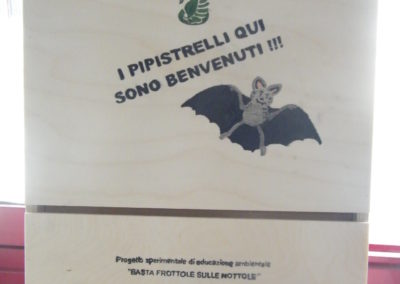 I PIPISTRELLI QUI
SONO BENVENUTI !!!
Progetto sperimentale di educazione ambientale
"BASTA FROTTOLE SULLE NOTTOLE"